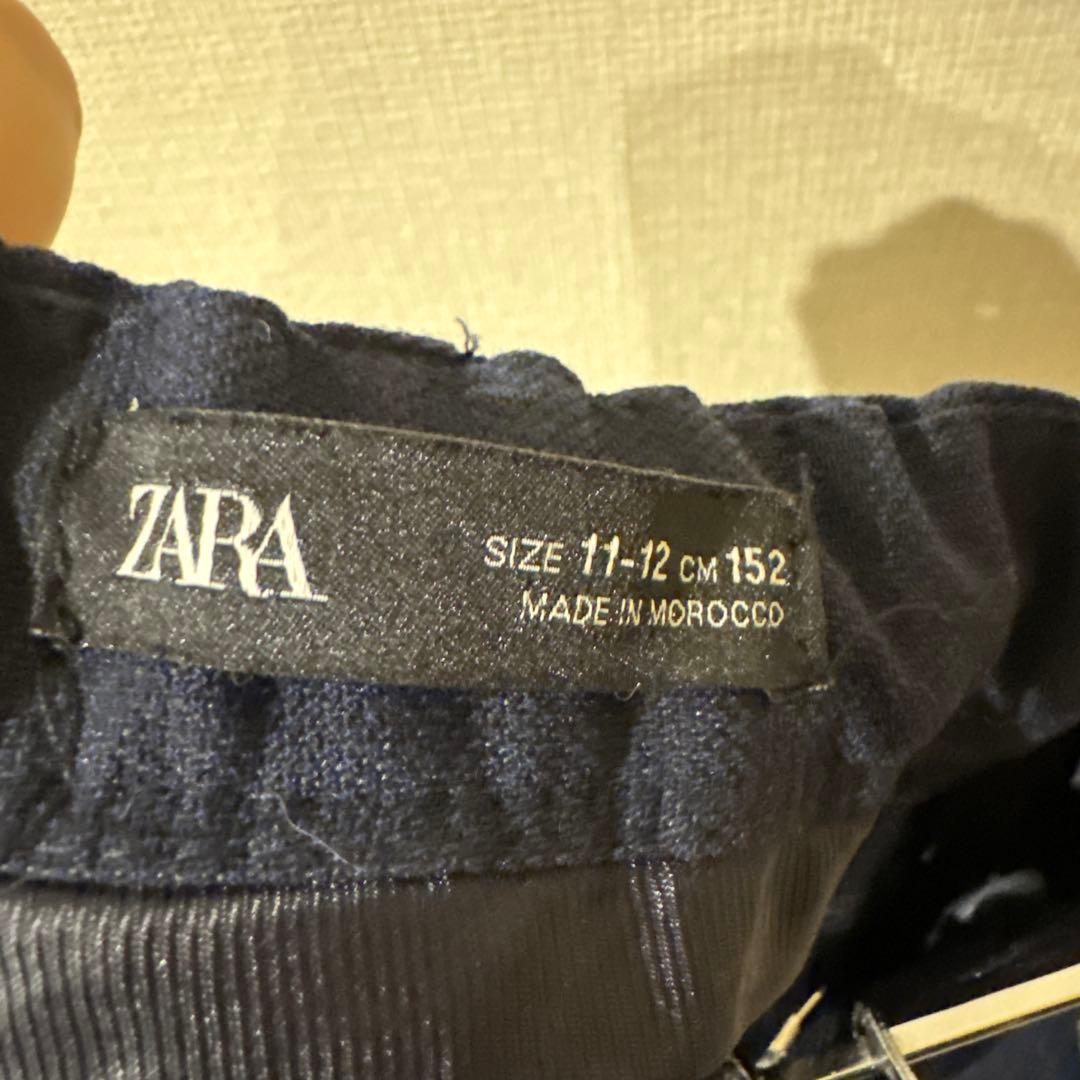 ZARA
SIZE 11-12 CM 152
MADE IN MOROCCO